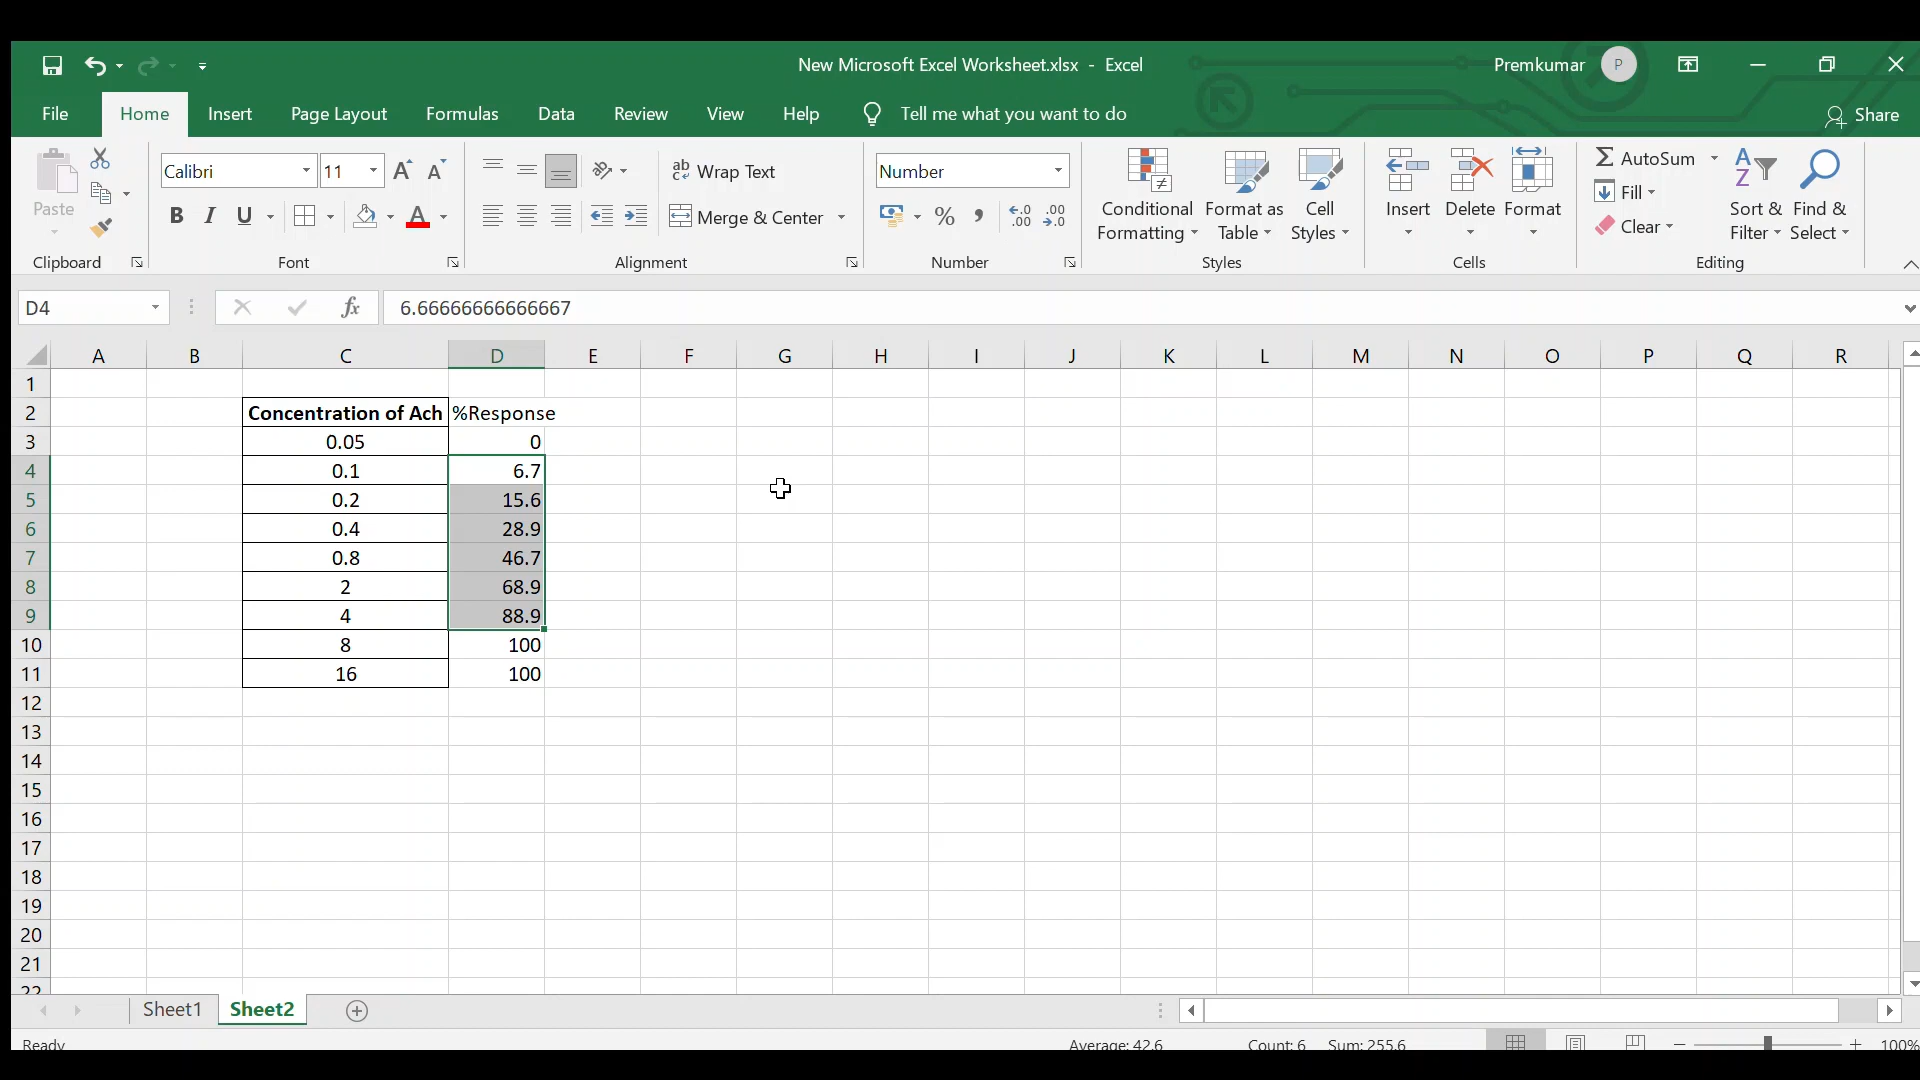 New Microsoft Excel Worksheet.xlsx - Excel
Premkumar P
File Home Insert Page Layout Formulas Data Review View Help Tell me what you want to do Share
Paste
Calibri 11
Wrap Text
Merge & Center
Number
Conditional Formatting
Format as Table
Cell Styles
Insert Delete Format
AutoSum
Fill
Clear
Sort & Filter
Find & Select
Clipboard Font Alignment Number Styles Cells Editing
D4 fx 6.66666666666667
A B C D E F G H I J K L M N O P Q R
1
2 Concentration of Ach %Response
3 0.05 0
4 0.1 6.7
5 0.2 15.6
6 0.4 28.9
7 0.8 46.7
8 2 68.9
9 4 88.9
10 8 100
11 16 100
12
13
14
15
16
17
18
19
20
21
22
Sheet1 Sheet2
Ready Average: 42.6 Count: 6 Sum: 255.6 100%